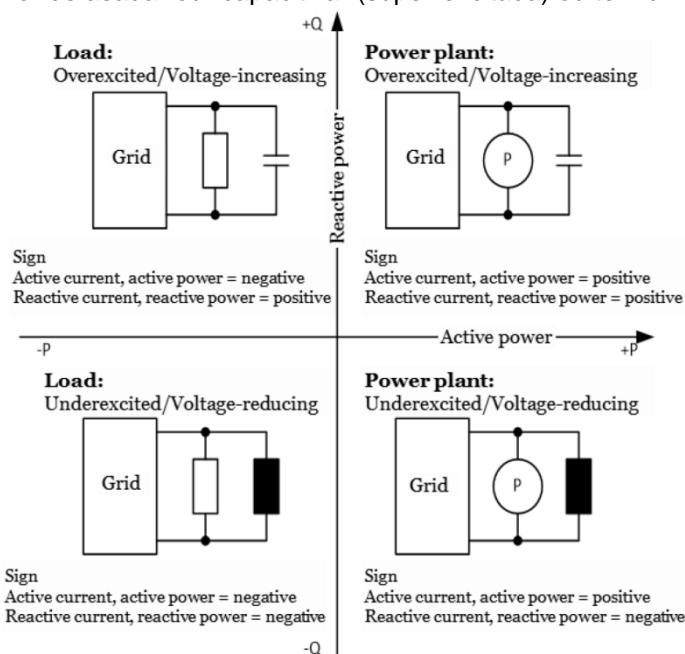 +Q
Load:
Overexcited/Voltage-increasing
Grid
Power plant:
Overexcited/Voltage-increasing
Grid
P
Reactive power
Sign
Active current, active power = negative
Reactive current, reactive power = positive
Sign
Active current, active power = positive
Reactive current, reactive power = positive
-P
Active power
+P
Load:
Underexcited/Voltage-reducing
Grid
Power plant:
Underexcited/Voltage-reducing
Grid
P
Sign
Active current, active power = negative
Reactive current, reactive power = negative
Sign
Active current, active power = positive
Reactive current, reactive power = negative
-Q